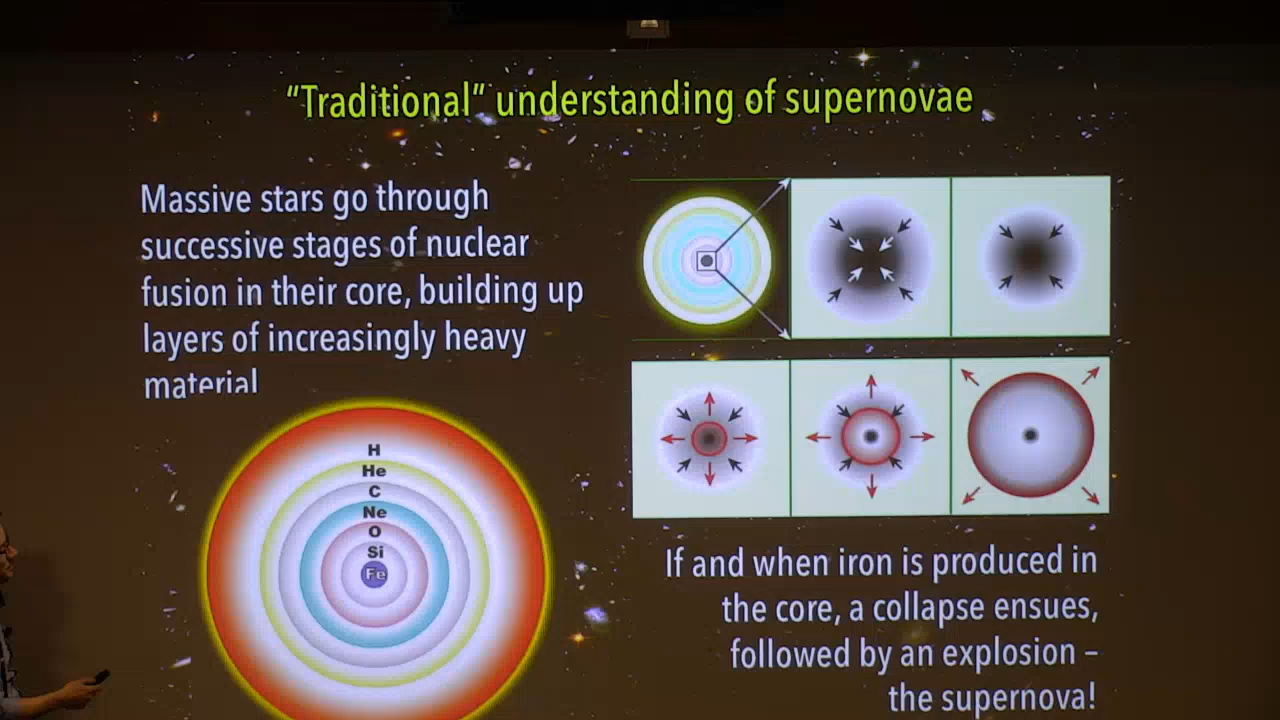 “Traditional” understanding of supernovae
Massive stars go through
successive stages of nuclear
fusion in their core, building up
layers of increasingly heavy
material
H
He
C
Ne
O
Si
Fe
If and when iron is produced in
the core, a collapse ensues,
followed by an explosion –
the supernova!